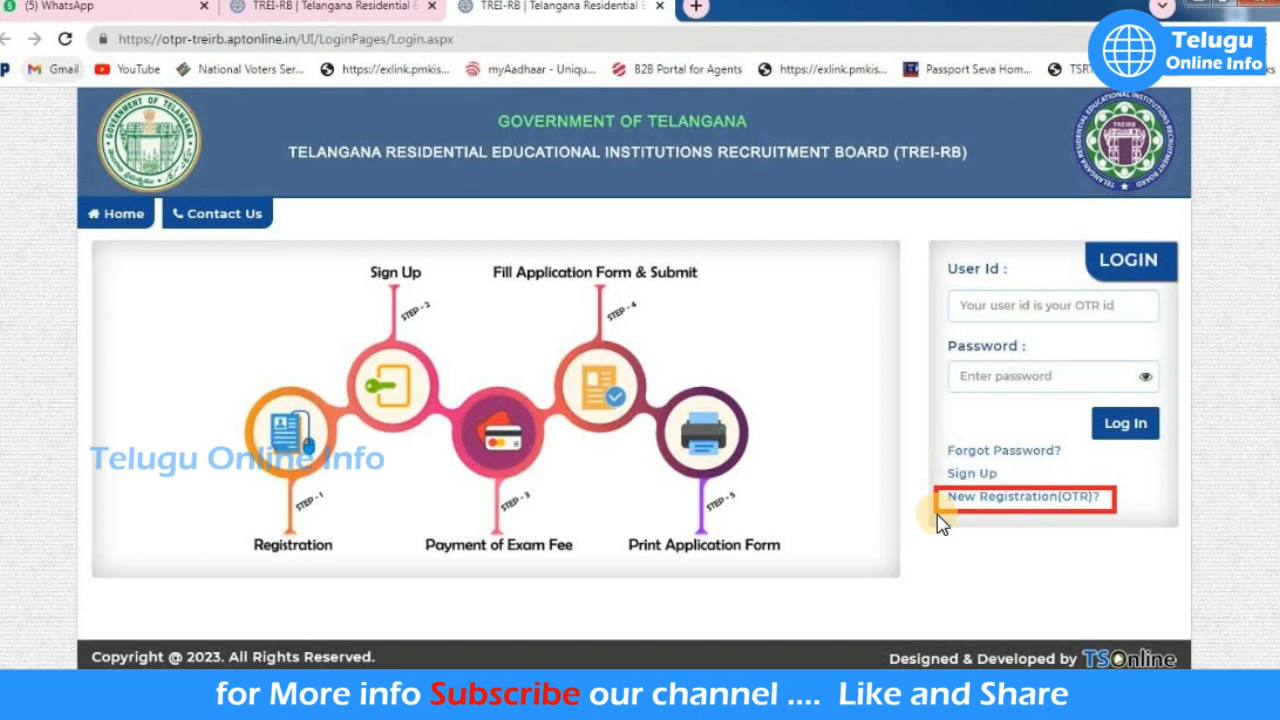 (5) WhatsApp
TREI-RB | Telangana Residential E
TREI-RB | Telangana Residential E
https://otpr-treirb.aptonline.in/UI/LoginPages/Login.aspx
Gmail
YouTube
National Voters Ser...
https://exlink.pmkis...
myAadhaar - Uniqu...
B2B Portal for Agents
https://exlink.pmkis...
Passport Seva Hom...
Telugu
Online Info
GOVERNMENT OF TELANGANA
TELANGANA RESIDENTIAL EDUCATIONAL INSTITUTIONS RECRUITMENT BOARD (TREI-RB)
TREIRB
Home
Contact Us
Sign Up
Fill Application Form & Submit
STEP - 2
STEP - 4
STEP - 1
STEP - 3
STEP - 5
Registration
Payment of Exam Fee
Print Application Form
Telugu Online Info
LOGIN
User Id :
Your user id is your OTR id
Password :
Enter password
Log In
Forgot Password?
Sign Up
New Registration(OTR)?
Copyright @ 2023. All Rights Reserved.
Designed & Developed by TSOnline
for More info Subscribe our channel .... Like and Share